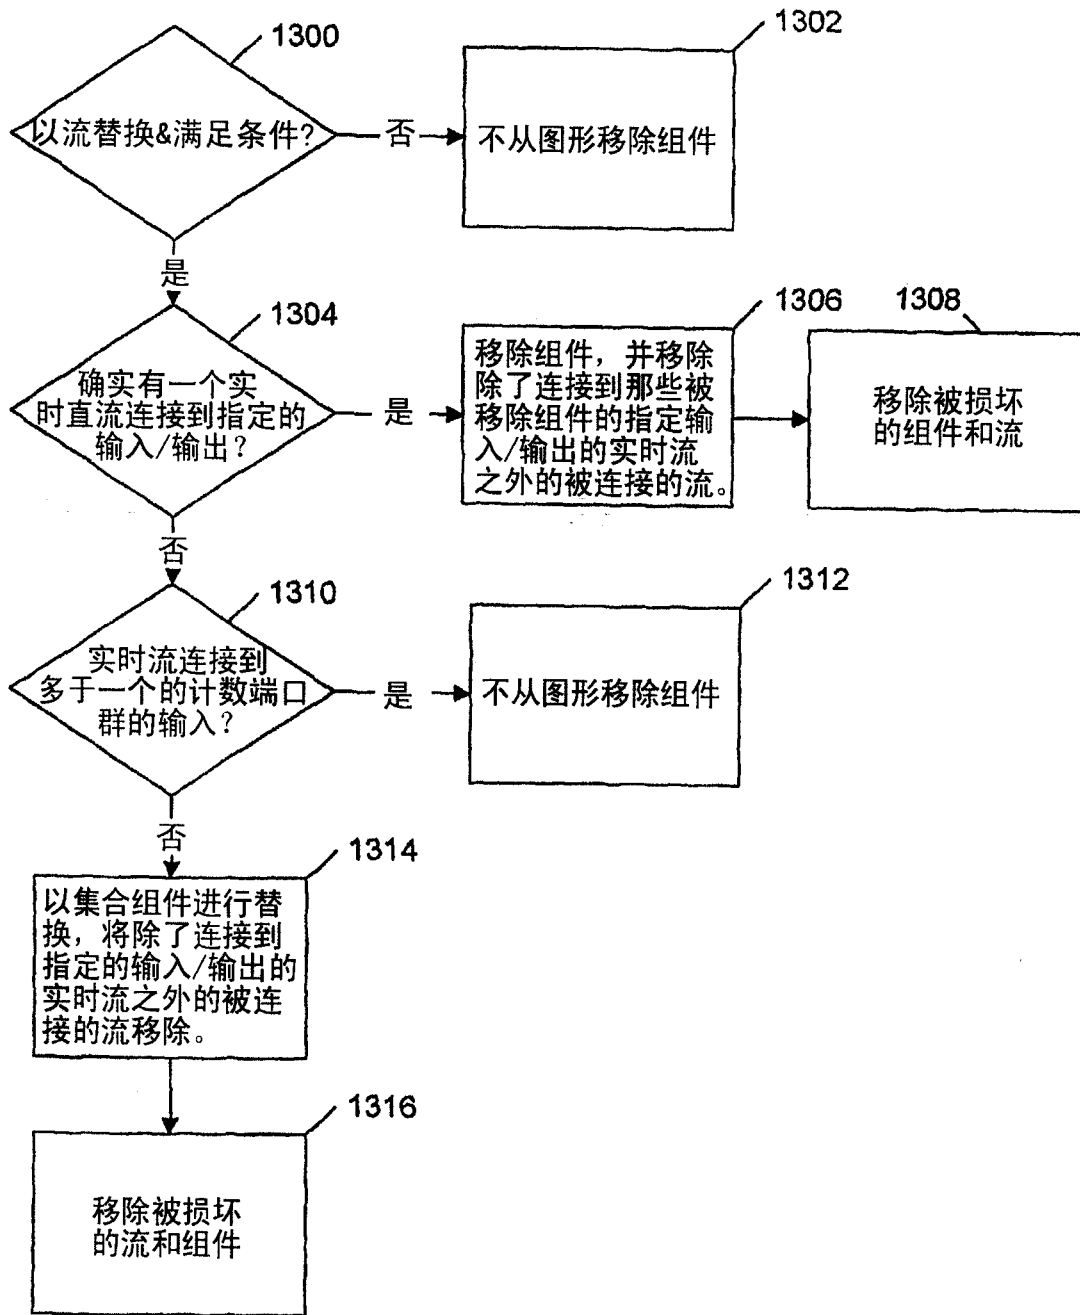 1300
以流替换&满足条件?
否
1302
不从图形移除组件
是
1304
确实有一个实
时直流连接到指定的
输入/输出?
是
1306
移除组件，并移除
除了连接到那些被
移除组件的指定输
入/输出的实时流
之外的被连接的流。
1308
移除被损坏
的组件和流
否
1310
实时流连接到
多于一个的计数端口
群的输入?
是
1312
不从图形移除组件
否
1314
以集合组件进行替
换，将除了连接到
指定的输入/输出的
实时流之外的被连
接的流移除。
1316
移除被损坏
的流和组件